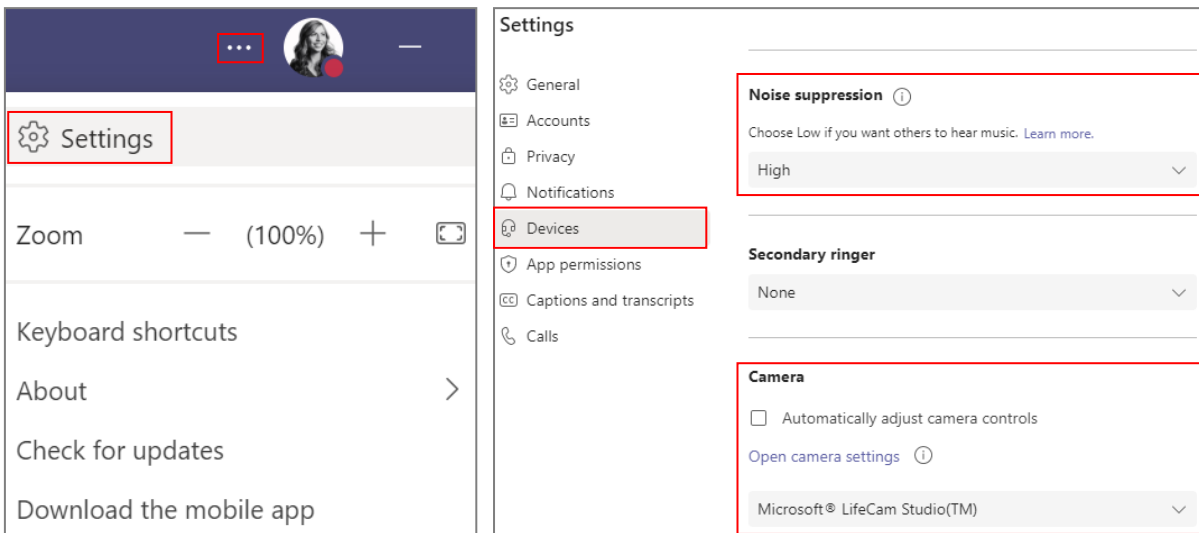 Settings
Zoom
(100%)
Keyboard shortcuts
About
Check for updates
Download the mobile app
Settings
General
Accounts
Privacy
Notifications
Devices
App permissions
CC Captions and transcripts
Calls
Noise suppression
Choose Low if you want others to hear music. Learn more.
High
Secondary ringer
None
Camera
Automatically adjust camera controls
Open camera settings
Microsoft® LifeCam Studio(TM)